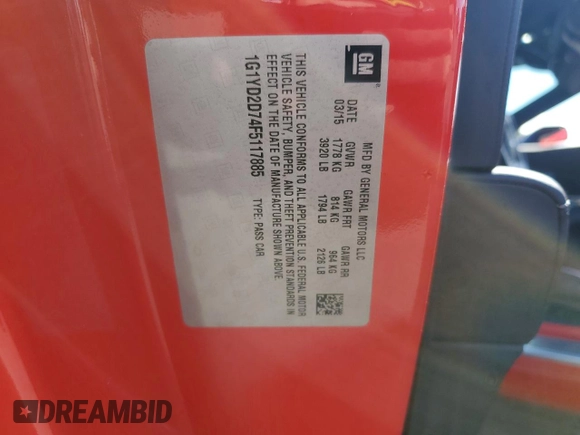 GM
MFD BY GENERAL MOTORS LLC
DATE GVWR GAWR FRT GAWR RR
03/15 1778 KG 814 KG 964 KG
3920 LB 1794 LB 2126 LB
THIS VEHICLE CONFORMS TO ALL APPLICABLE U.S. FEDERAL MOTOR
VEHICLE SAFETY, BUMPER, AND THEFT PREVENTION STANDARDS IN
EFFECT ON THE DATE OF MANUFACTURE SHOWN ABOVE.
1G1YD2D74F5117885 TYPE: PASS CAR
DREAMBID